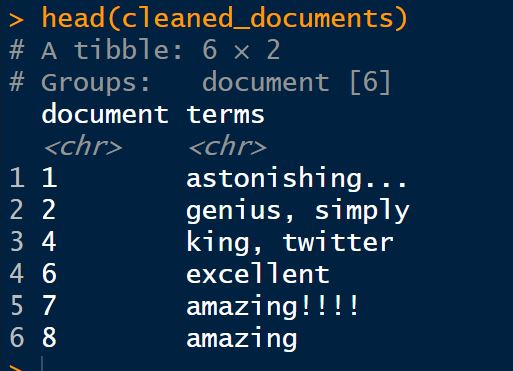 > head(cleaned_documents)
# A tibble: 6 × 2
# Groups:   document [6]
  document terms
  <chr>    <chr>
1 1        astonishing...
2 2        genius, simply
3 4        king, twitter
4 6        excellent
5 7        amazing!!!!
6 8        amazing
>